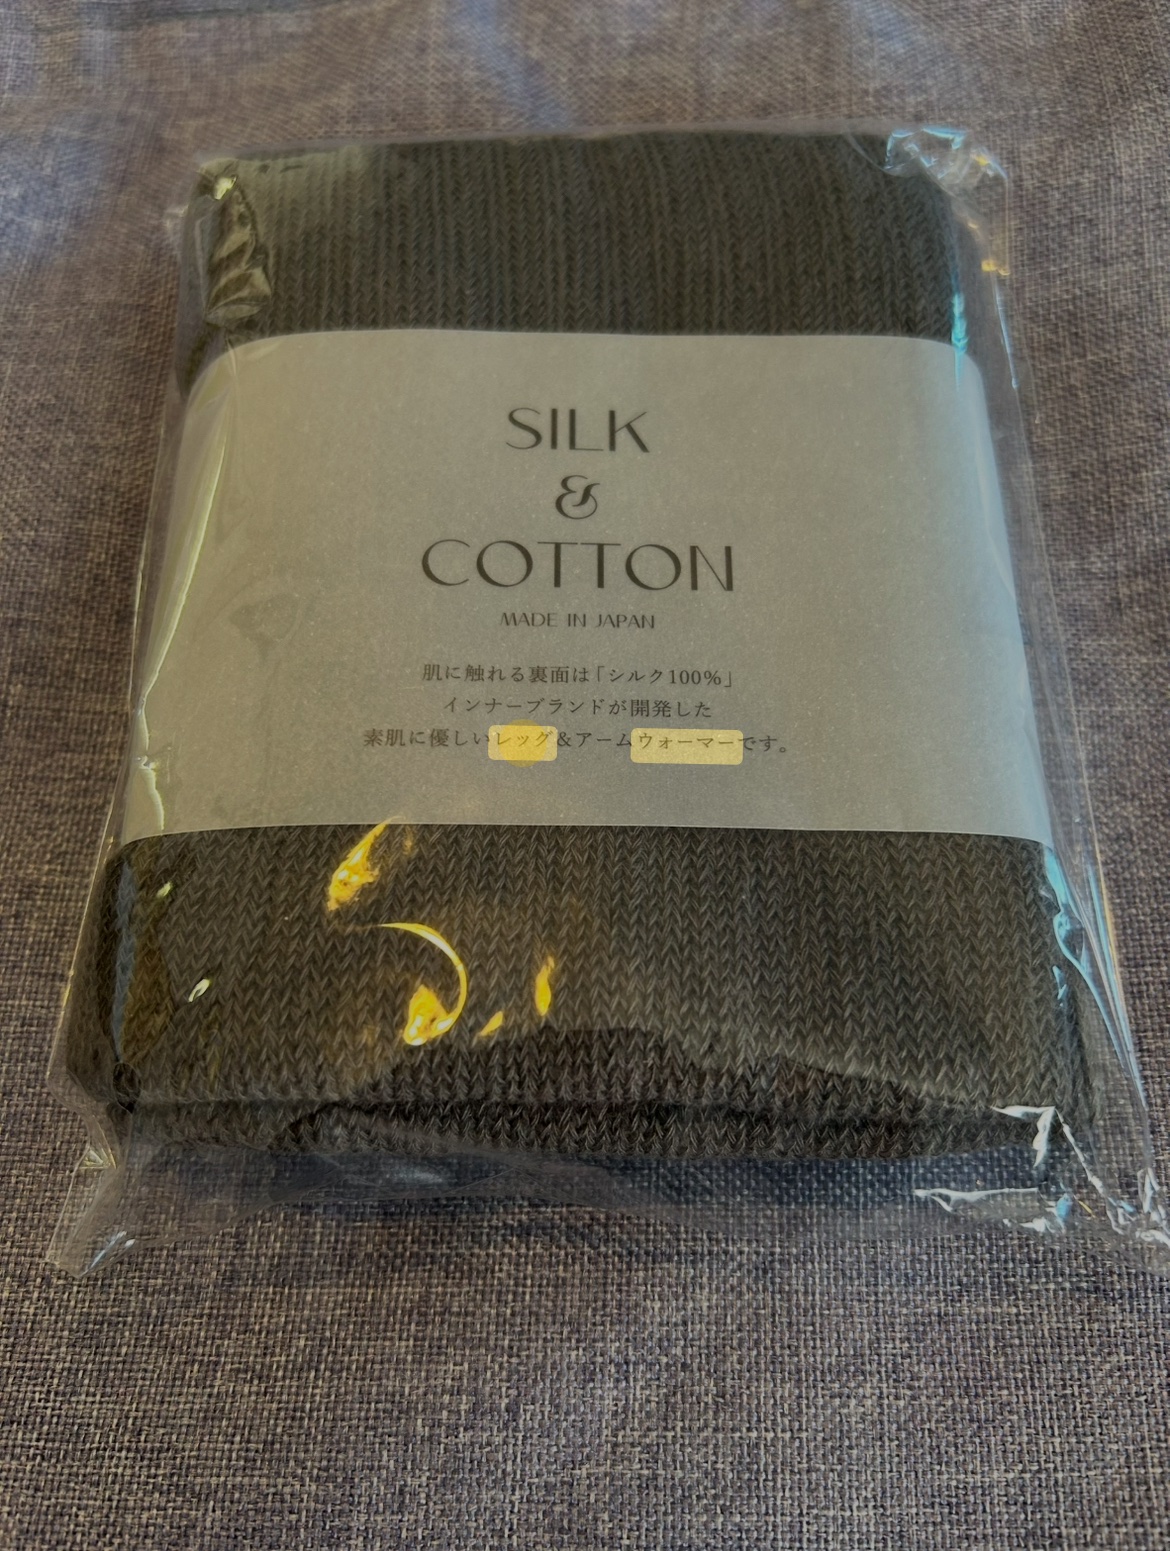 SILK
&
COTTON
MADE IN JAPAN
肌に触れる裏面は「シルク100%」
インナーブランドが開発した
素肌に優しいレッグ&アームウォーマーです。